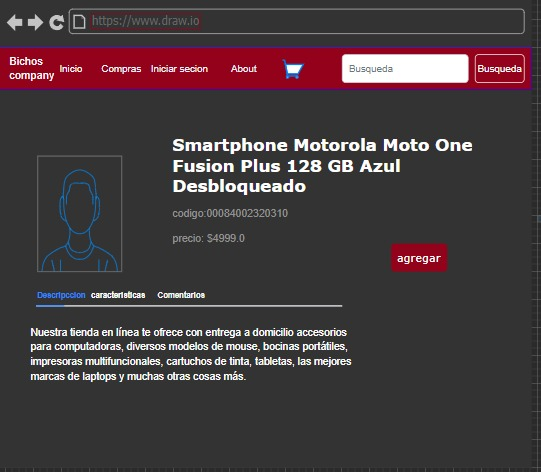 https://www.draw.io
Bichos
company
Inicio
Compras
Iniciar secion
About
Busqueda
Busqueda
Smartphone Motorola Moto One
Fusion Plus 128 GB Azul
Desbloqueado
codigo:00084002320310
precio: $4999.0
agregar
Descripccion caracteristicas Comentarios
Nuestra tienda en línea te ofrece con entrega a domicilio accesorios
para computadoras, diversos modelos de mouse, bocinas portátiles,
impresoras multifuncionales, cartuchos de tinta, tabletas, las mejores
marcas de laptops y muchas otras cosas más.